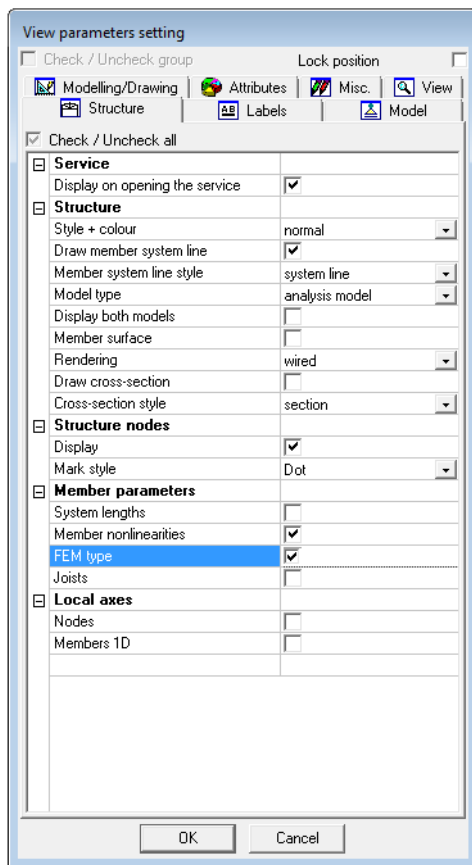 View parameters setting
Check / Uncheck group Lock position
Modelling/Drawing Attributes Misc. View
Structure Labels Model
Check / Uncheck all
Service
Display on opening the service
Structure
Style + colour normal
Draw member system line
Member system line style system line
Model type analysis model
Display both models
Member surface
Rendering wired
Draw cross-section
Cross-section style section
Structure nodes
Display
Mark style Dot
Member parameters
System lengths
Member nonlinearities
FEM type
Joists
Local axes
Nodes
Members 1D
OK Cancel